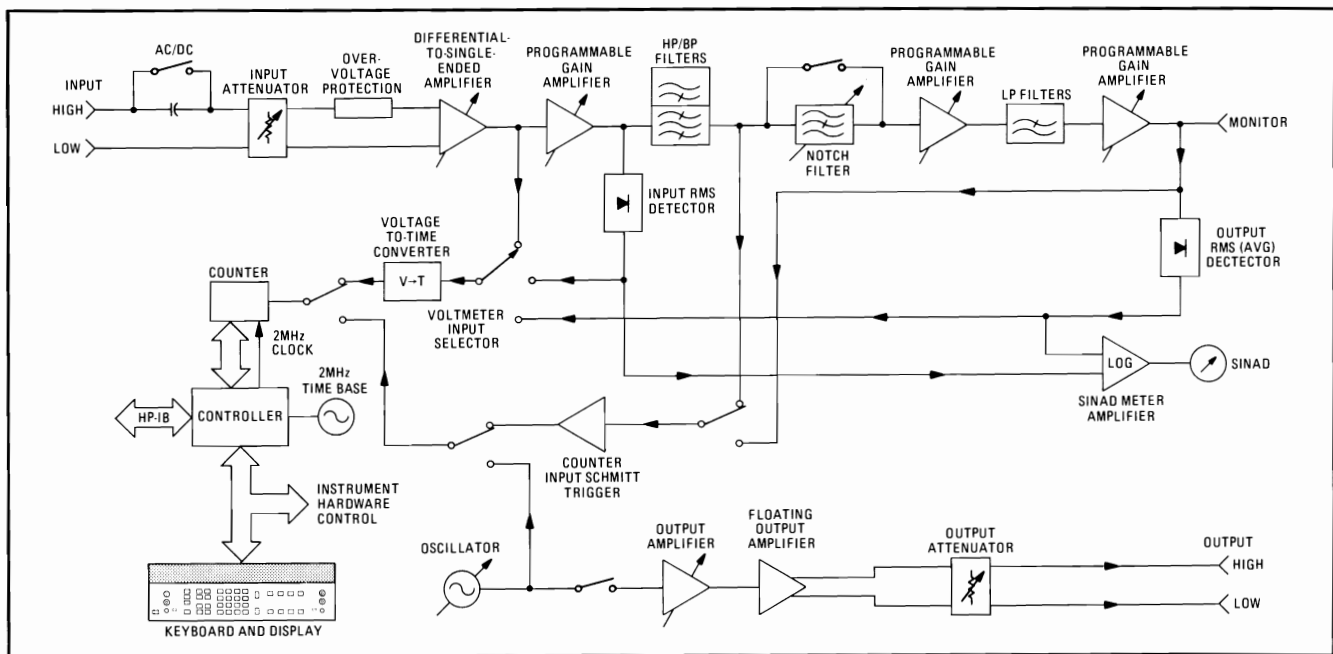 AC/DC
INPUT
HIGH
LOW
INPUT
ATTENUATOR
OVER-
VOLTAGE
PROTECTION
DIFFERENTIAL-
TO-SINGLE-
ENDED
AMPLIFIER
PROGRAMMABLE
GAIN
AMPLIFIER
HP/BP
FILTERS
NOTCH
FILTER
PROGRAMMABLE
GAIN
AMPLIFIER
LP FILTERS
PROGRAMMABLE
GAIN
AMPLIFIER
MONITOR
INPUT RMS
DETECTOR
OUTPUT
RMS (AVG)
DECTECTOR
VOLTAGE
TO-TIME
CONVERTER
V→T
COUNTER
VOLTMETER
INPUT
SELECTOR
2MHz
CLOCK
2MHz
TIME BASE
HP-IB
CONTROLLER
LOG
SINAD
SINAD METER
AMPLIFIER
COUNTER
INPUT SCHMITT
TRIGGER
INSTRUMENT
HARDWARE
CONTROL
KEYBOARD AND DISPLAY
OSCILLATOR
OUTPUT
AMPLIFIER
FLOATING
OUTPUT
AMPLIFIER
OUTPUT
ATTENUATOR
OUTPUT
HIGH
LOW